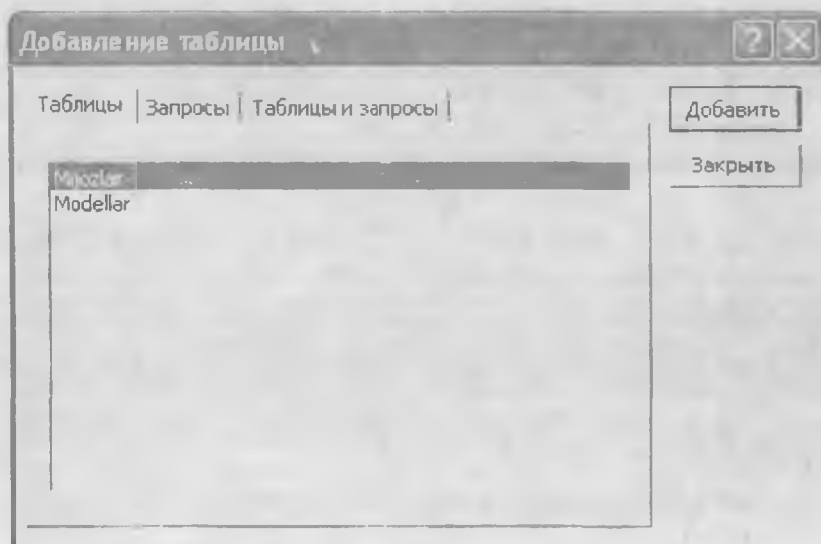 Добавление таблицы
Таблицы Запросы Таблицы и запросы
Добавить
Закрыть
Modellar